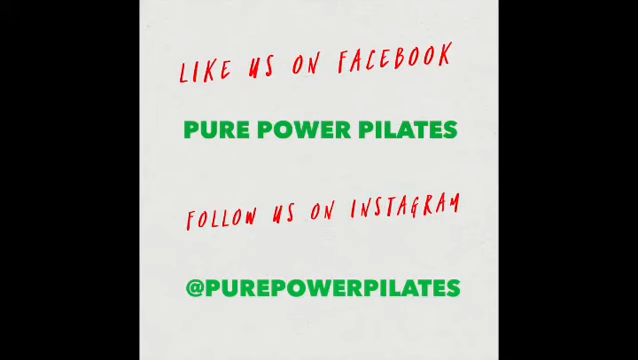 LIKE US ON FACEBOOK
PURE POWER PILATES
FOLLOW US ON INSTAGRAM
@PUREPOWERPILATES